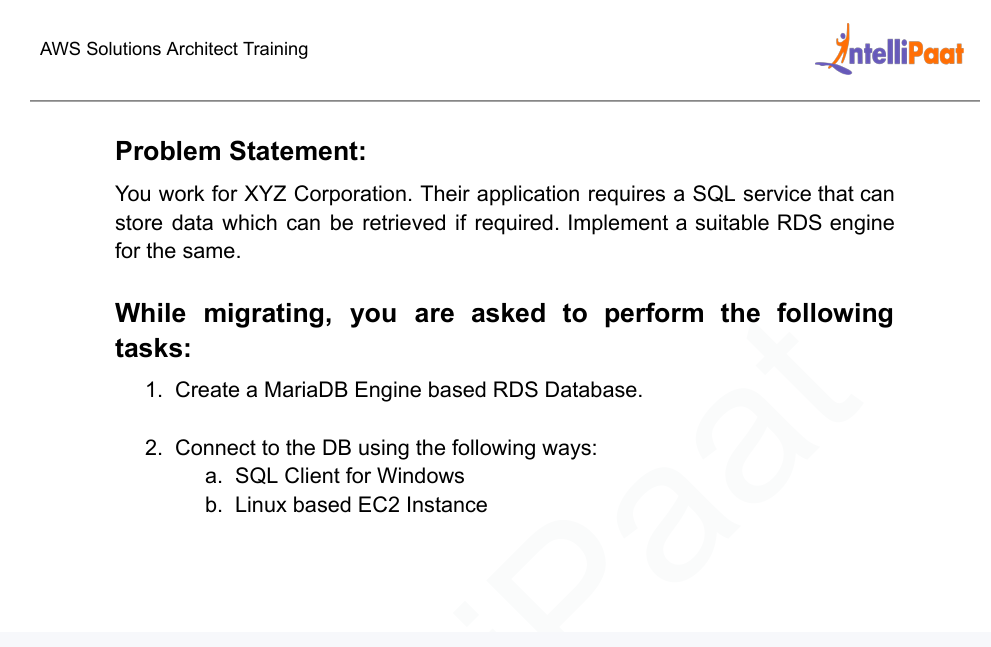 AWS Solutions Architect Training
IntelliPaat
Problem Statement:
You work for XYZ Corporation. Their application requires a SQL service that can
store data which can be retrieved if required. Implement a suitable RDS engine
for the same.
While migrating, you are asked to perform the following
tasks:
1. Create a MariaDB Engine based RDS Database.
2. Connect to the DB using the following ways:
a. SQL Client for Windows
b. Linux based EC2 Instance
iPaat